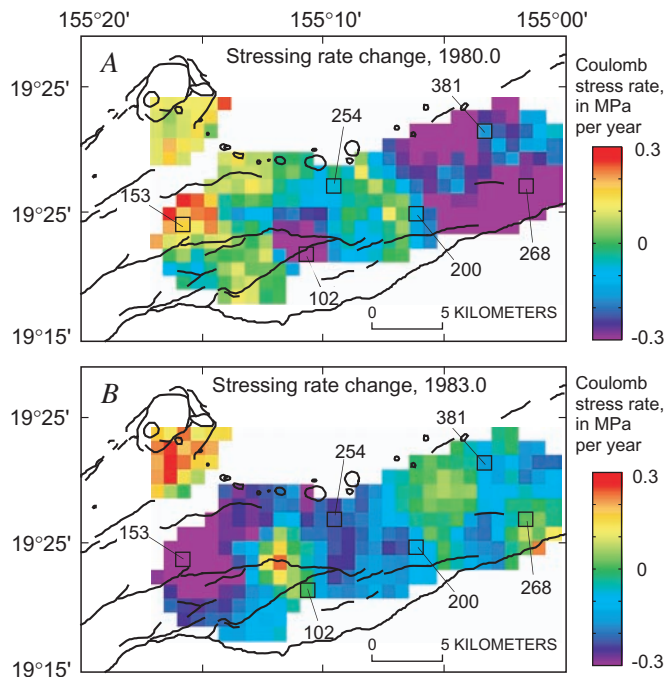 155°20'
155°10'
155°00'
A
Stressing rate change, 1980.0
19°25'
19°25'
19°15'
381
254
153
102
200
268
0
5 KILOMETERS
Coulomb
stress rate,
in MPa
per year
0.3
0
-0.3
B
Stressing rate change, 1983.0
19°25'
19°25'
19°15'
381
254
153
102
200
268
0
5 KILOMETERS
Coulomb
stress rate,
in MPa
per year
0.3
0
-0.3